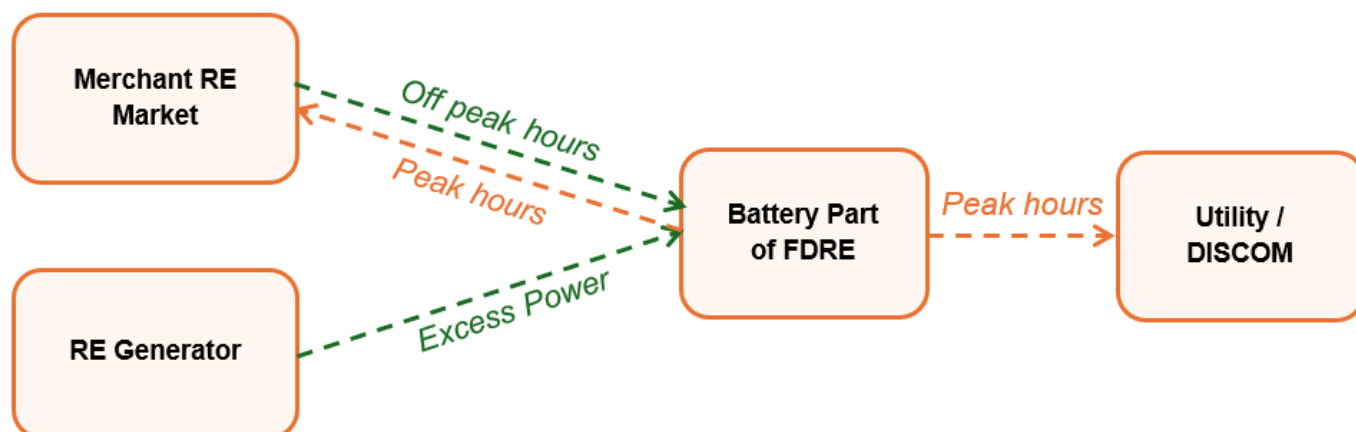 Merchant RE
Market
Off peak hours
Peak hours
Battery Part
of FDRE
Peak hours
Utility /
DISCOM
RE Generator
Excess Power